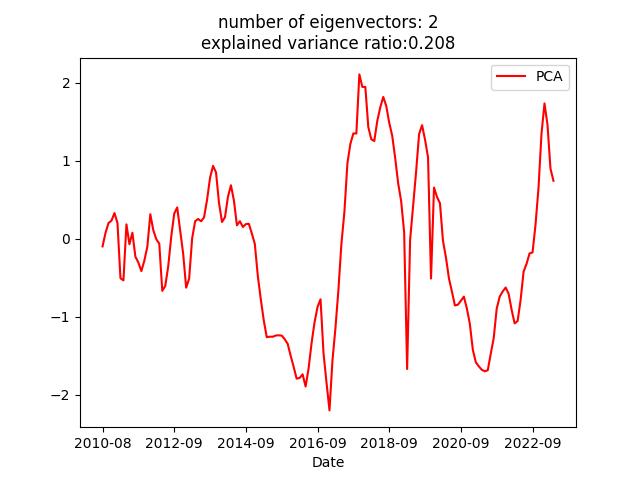 number of eigenvectors: 2
explained variance ratio:0.208
PCA
2
1
0
−1
−2
2010-08 2012-09 2014-09 2016-09 2018-09 2020-09 2022-09
Date